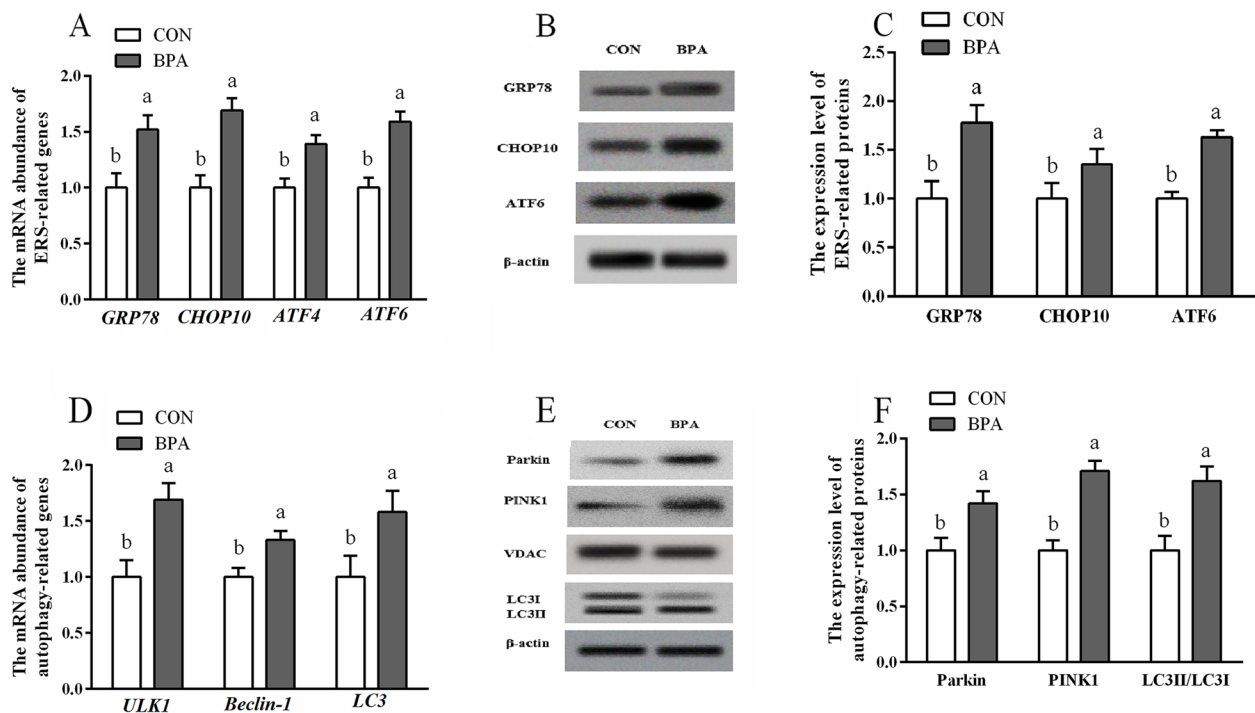 A
CON
BPA
The mRNA abundance of
ERS-related genes
2.0
1.5
1.0
0.5
0.0
b a b a b a b a
GRP78 CHOP10 ATF4 ATF6
B
CON BPA
GRP78
CHOP10
ATF6
β-actin
C
CON
BPA
The expression level of
ERS-related proteins
2.5
2.0
1.5
1.0
0.5
0.0
b a b a b a
GRP78 CHOP10 ATF6
D
CON
BPA
The mRNA abundance of
autophagy-related genes
2.0
1.5
1.0
0.5
0.0
b a b a b a
ULK1 Beclin-1 LC3
E
CON BPA
Parkin
PINK1
VDAC
LC3I
LC3II
β-actin
F
CON
BPA
The expression level of
autophagy-related proteins
2.0
1.5
1.0
0.5
0.0
b a b a b a
Parkin PINK1 LC3II/LC3I